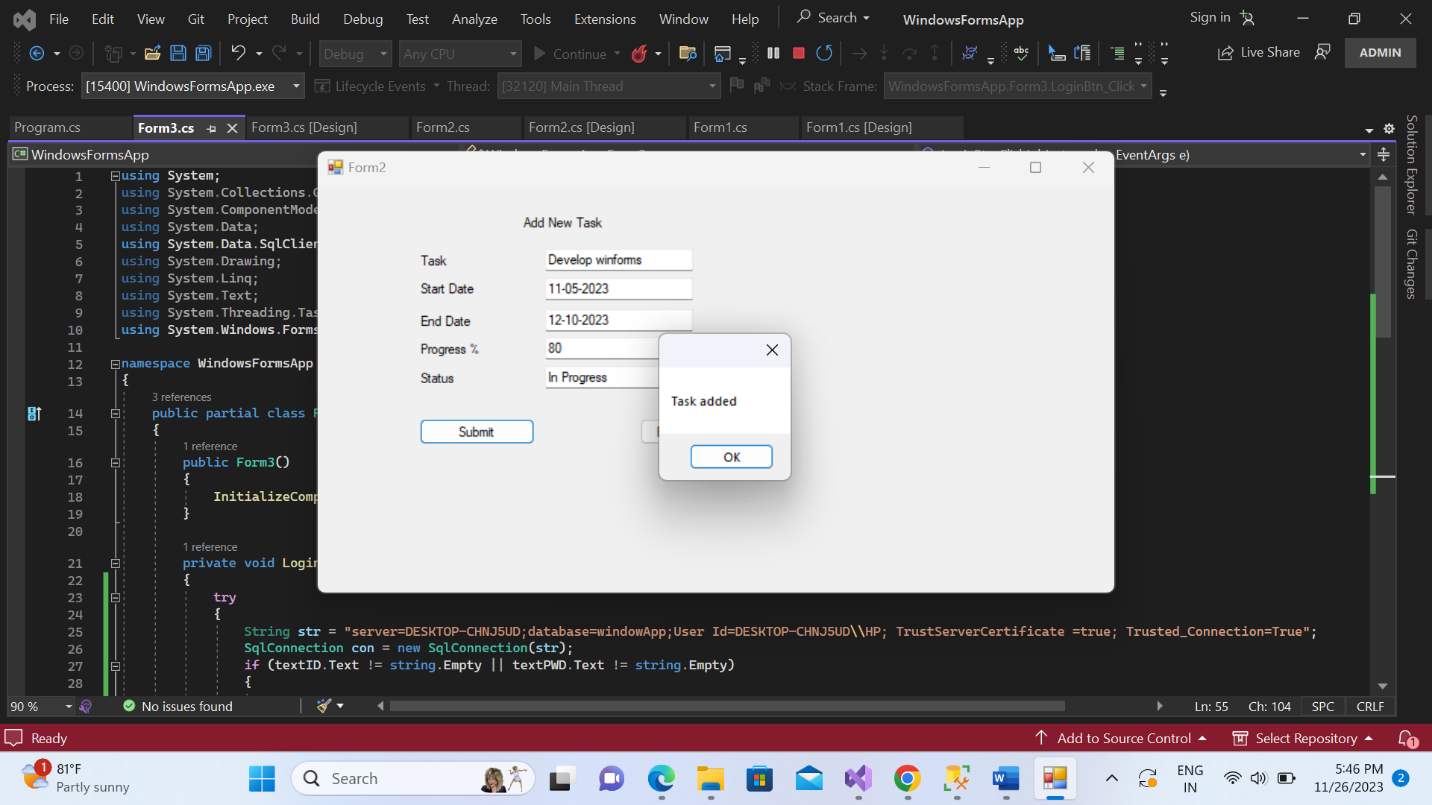 File Edit View Git Project Build Debug Test Analyze Tools Extensions Window Help Search WindowsFormsApp Sign in
Debug Any CPU Continue Live Share ADMIN
Process: [15400] WindowsFormsApp.exe Lifecycle Events Thread: [32120] Main Thread Stack Frame: WindowsFormsApp.Form3.LoginBtn_Click
Program.cs Form3.cs Form3.cs [Design] Form2.cs Form2.cs [Design] Form1.cs Form1.cs [Design]
WindowsFormsApp EventArgs e)
Solution Explorer
Git Changes
Form2
Add New Task
Task Develop winforms
Start Date 11-05-2023
End Date 12-10-2023
Progress % 80
Status In Progress
Submit
Task added
OK
1 using System;
2 using System.Collections.G
3 using System.ComponentMode
4 using System.Data;
5 using System.Data.SqlClien
6 using System.Drawing;
7 using System.Linq;
8 using System.Text;
9 using System.Threading.Tas
10 using System.Windows.Forms
11
12 namespace WindowsFormsApp
13 {
3 references
14 public partial class F
15 {
1 reference
16 public Form3()
17 {
18 InitializeComp
19 }
20
1 reference
21 private void Login
22 {
23 try
24 {
25 String str = "server=DESKTOP-CHNJ5UD;database=windowApp;User Id=DESKTOP-CHNJ5UD\\HP; TrustServerCertificate =true; Trusted_Connection=True";
26 SqlConnection con = new SqlConnection(str);
27 if (textID.Text != string.Empty || textPWD.Text != string.Empty)
28 {
90 % No issues found Ln: 55 Ch: 104 SPC CRLF
Ready Add to Source Control Select Repository 1
1 81°F
Partly sunny
Search
ENG
IN
5:46 PM
11/26/2023
2